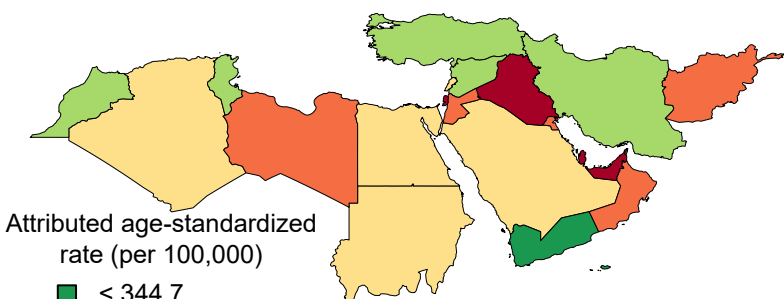 Attributed age-standardized
rate (per 100,000)
< 344.7